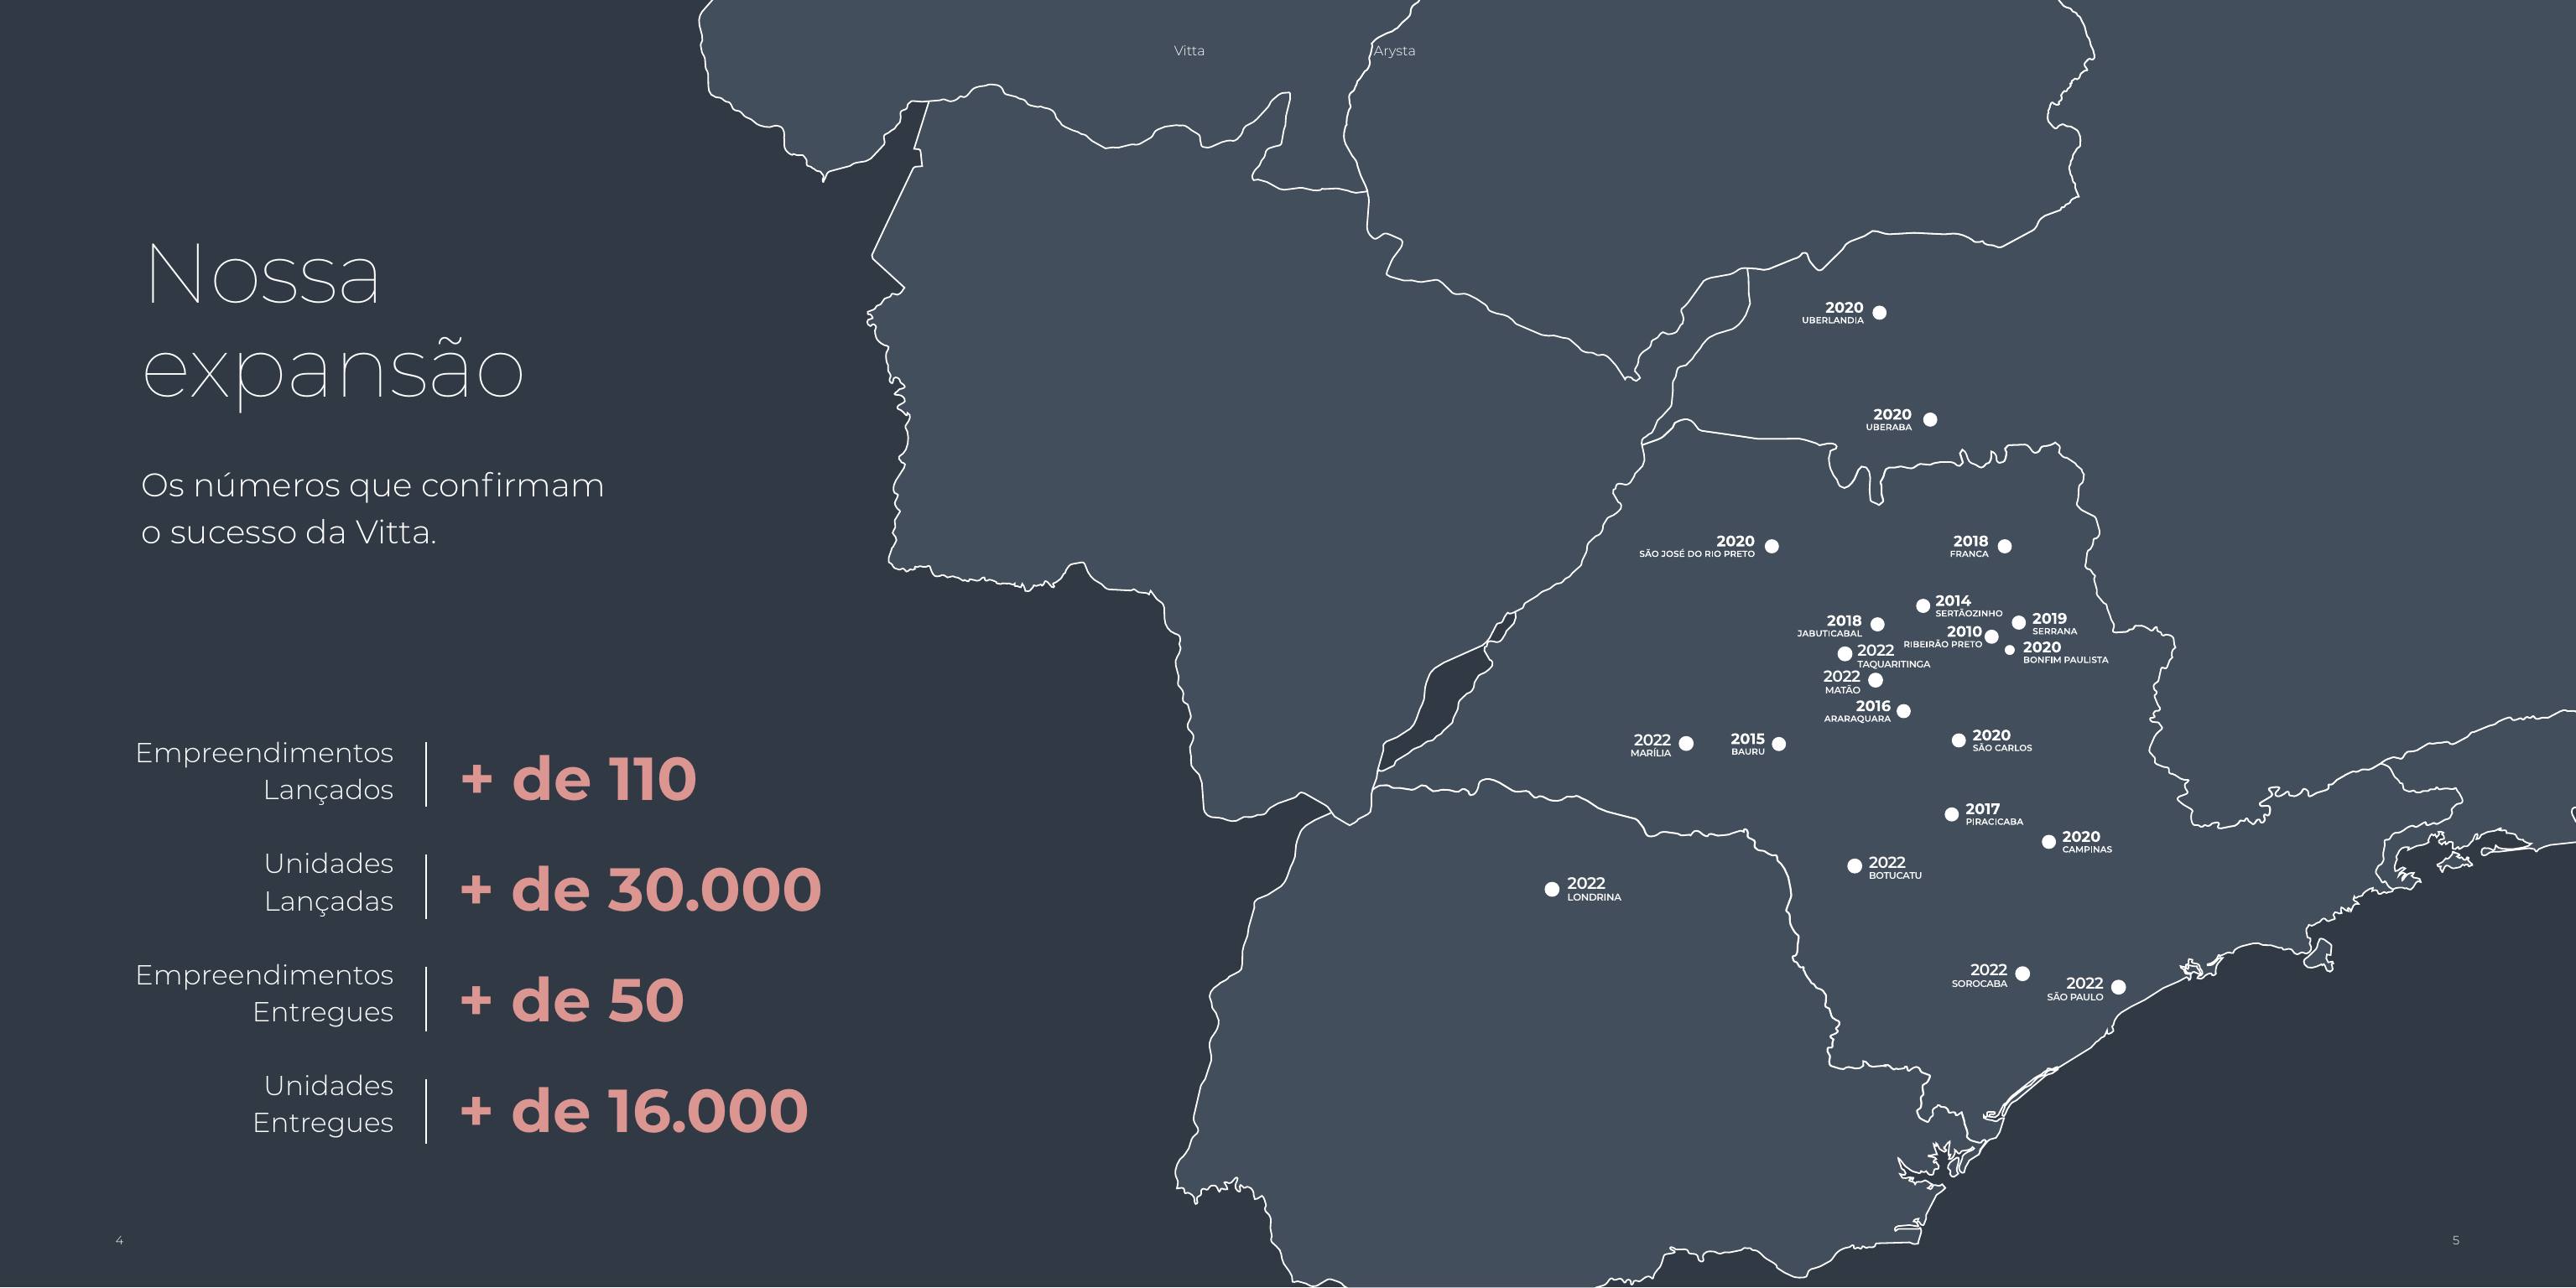 Vitta
Arysta
Nossa
expansão
Os números que confirmam
o sucesso da Vitta.
Empreendimentos
Lançados
+ de 110
Unidades
Lançadas
+ de 30.000
Empreendimentos
Entregues
+ de 50
Unidades
Entregues
+ de 16.000
2020
UBERLANDIA
2020
UBERABA
2020
SÃO JOSÉ DO RIO PRETO
2018
FRANCA
2014
SERTÃOZINHO
2018
JABUTICABAL
2019
SERRANA
2010
RIBEIRÃO PRETO
2020
BONFIM PAULISTA
2022
TAQUARITINGA
2022
MATÃO
2016
ARARAQUARA
2022
MARÍLIA
2015
BAURU
2020
SÃO CARLOS
2017
PIRACICABA
2020
CAMPINAS
2022
BOTUCATU
2022
LONDRINA
2022
SOROCABA
2022
SÃO PAULO
4
5